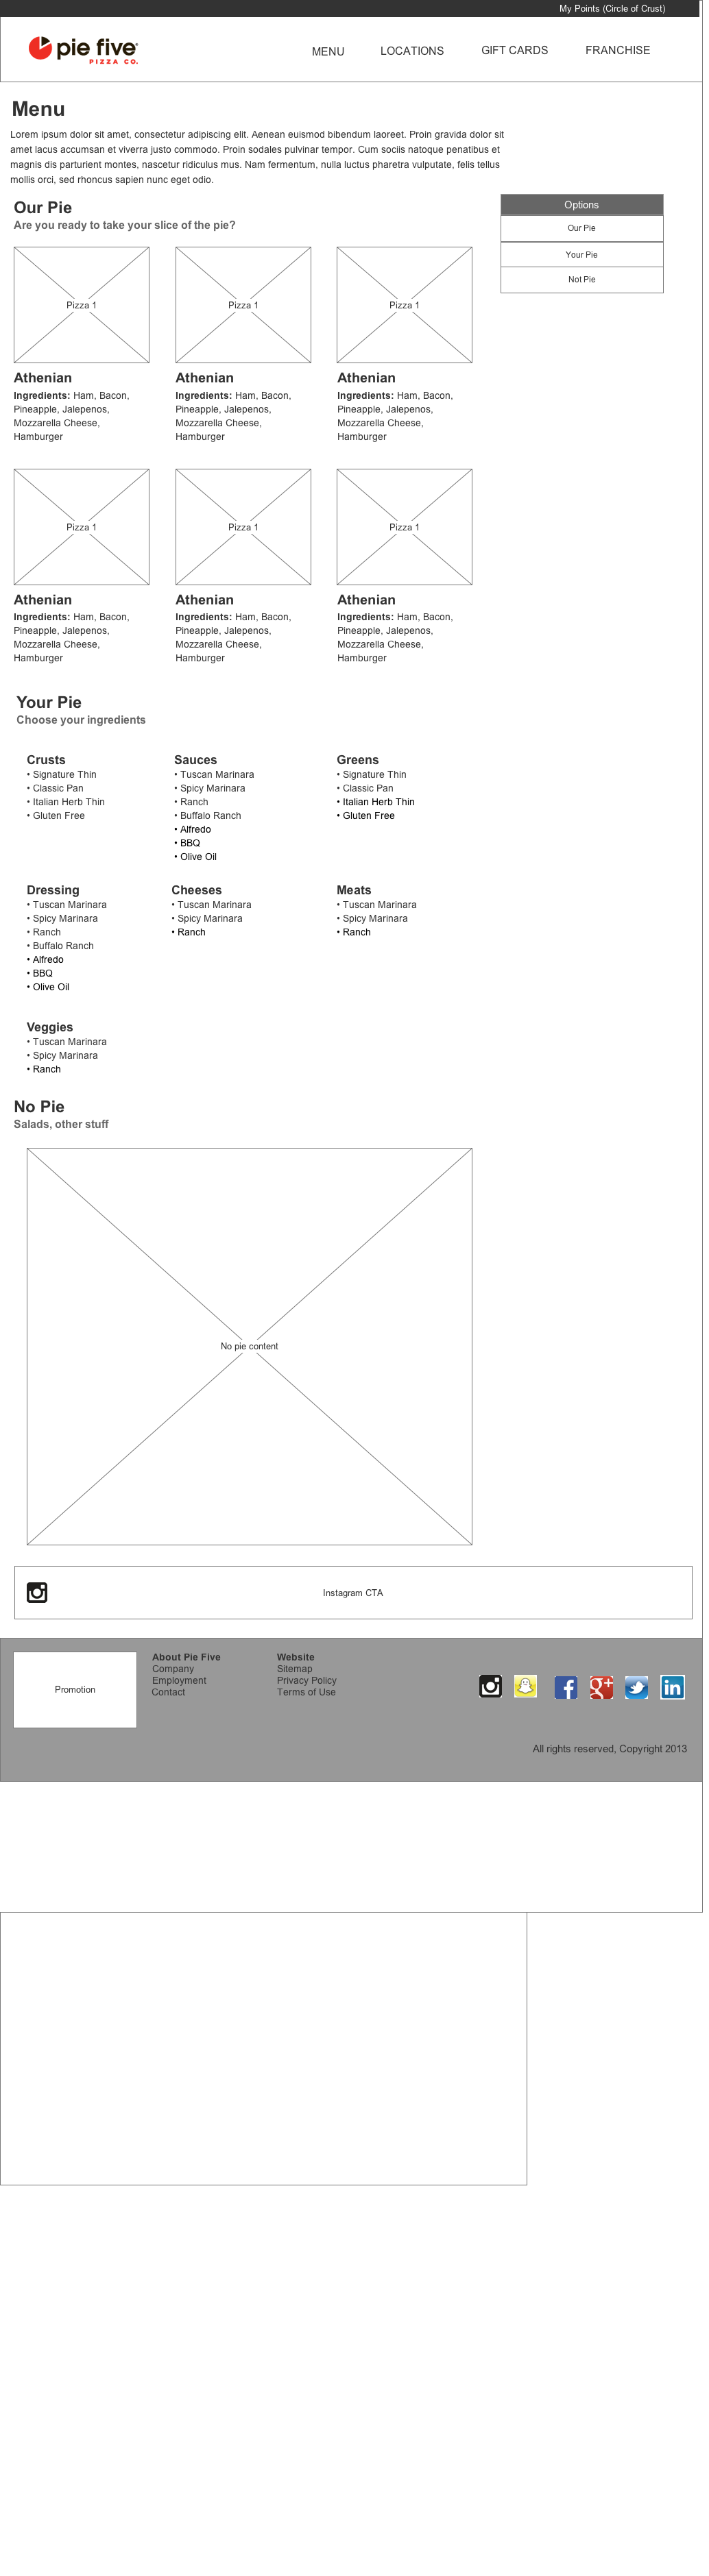 My Points (Circle of Crust)
pie five
PIZZA CO.
MENU
LOCATIONS
GIFT CARDS
FRANCHISE
Menu
Lorem ipsum dolor sit amet, consectetur adipiscing elit. Aenean euismod bibendum laoreet. Proin gravida dolor sit
amet lacus accumsan et viverra justo commodo. Proin sodales pulvinar tempor. Cum sociis natoque penatibus et
magnis dis parturient montes, nascetur ridiculus mus. Nam fermentum, nulla luctus pharetra vulputate, felis tellus
mollis orci, sed rhoncus sapien nunc eget odio.
Our Pie
Are you ready to take your slice of the pie?
Options
Our Pie
Your Pie
Not Pie
Pizza 1
Pizza 1
Pizza 1
Athenian
Ingredients: Ham, Bacon,
Pineapple, Jalepenos,
Mozzarella Cheese,
Hamburger
Athenian
Ingredients: Ham, Bacon,
Pineapple, Jalepenos,
Mozzarella Cheese,
Hamburger
Athenian
Ingredients: Ham, Bacon,
Pineapple, Jalepenos,
Mozzarella Cheese,
Hamburger
Pizza 1
Pizza 1
Pizza 1
Athenian
Ingredients: Ham, Bacon,
Pineapple, Jalepenos,
Mozzarella Cheese,
Hamburger
Athenian
Ingredients: Ham, Bacon,
Pineapple, Jalepenos,
Mozzarella Cheese,
Hamburger
Athenian
Ingredients: Ham, Bacon,
Pineapple, Jalepenos,
Mozzarella Cheese,
Hamburger
Your Pie
Choose your ingredients
Crusts
• Signature Thin
• Classic Pan
• Italian Herb Thin
• Gluten Free
Sauces
• Tuscan Marinara
• Spicy Marinara
• Ranch
• Buffalo Ranch
• Alfredo
• BBQ
• Olive Oil
Greens
• Signature Thin
• Classic Pan
• Italian Herb Thin
• Gluten Free
Dressing
• Tuscan Marinara
• Spicy Marinara
• Ranch
• Buffalo Ranch
• Alfredo
• BBQ
• Olive Oil
Cheeses
• Tuscan Marinara
• Spicy Marinara
• Ranch
Meats
• Tuscan Marinara
• Spicy Marinara
• Ranch
Veggies
• Tuscan Marinara
• Spicy Marinara
• Ranch
No Pie
Salads, other stuff
No pie content
Instagram CTA
Promotion
About Pie Five
Company
Employment
Contact
Website
Sitemap
Privacy Policy
Terms of Use
f
g+
in
All rights reserved, Copyright 2013